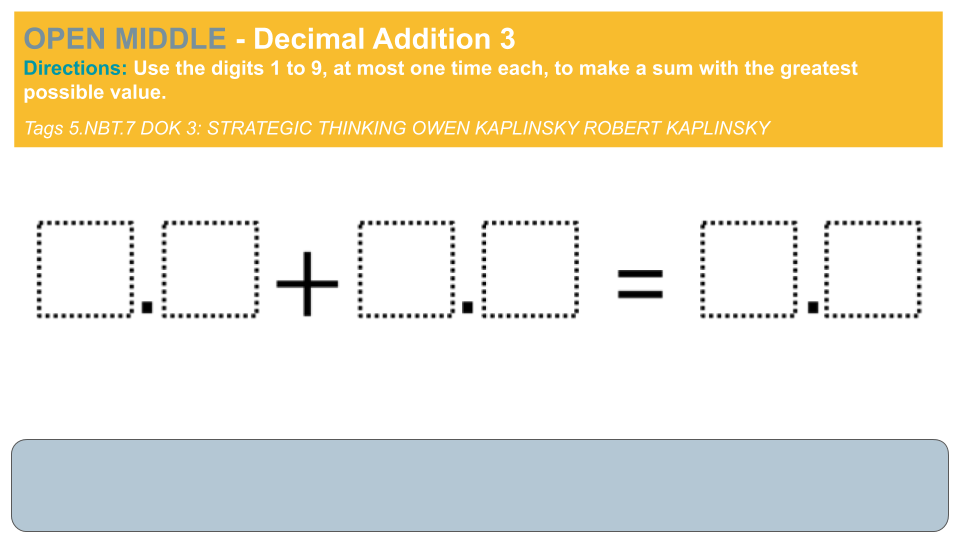 OPEN MIDDLE - Decimal Addition 3
Directions: Use the digits 1 to 9, at most one time each, to make a sum with the greatest
possible value.
Tags 5.NBT.7 DOK 3: STRATEGIC THINKING OWEN KAPLINSKY ROBERT KAPLINSKY
. + . = .